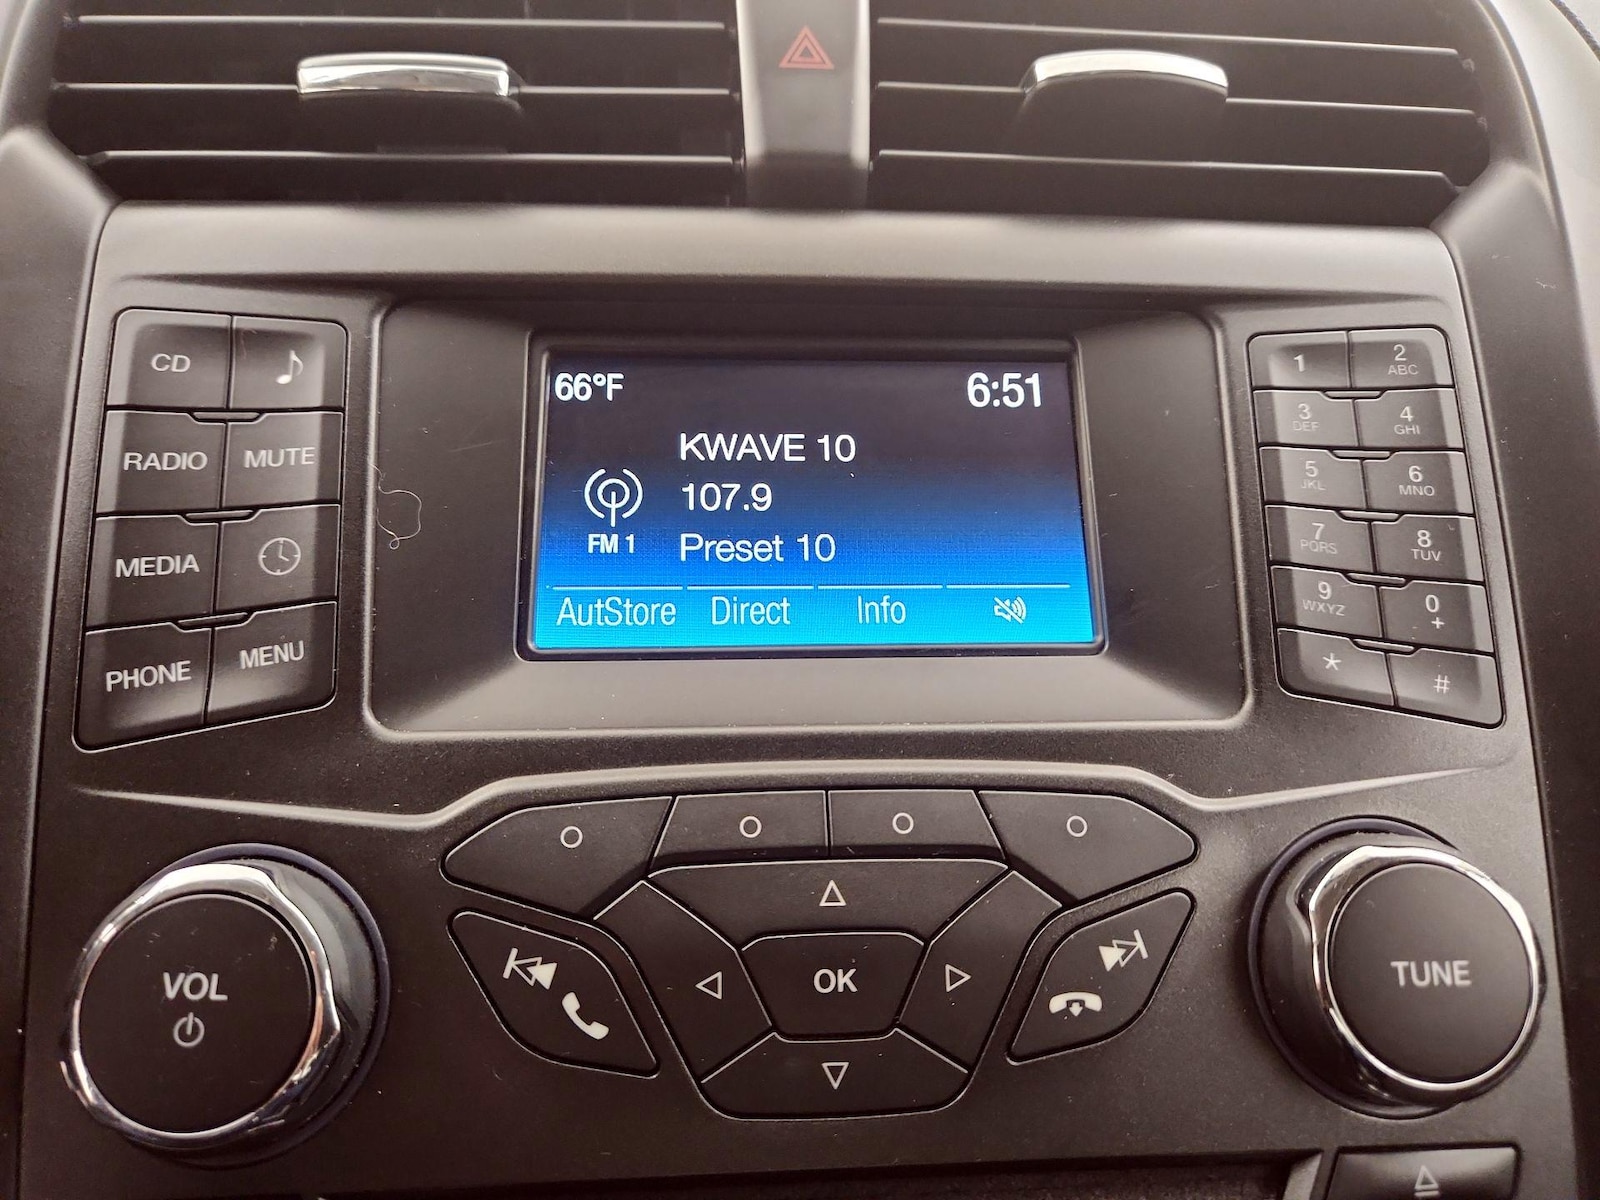 66°F
6:51
KWAVE 10
107.9
FM 1
Preset 10
AutStore
Direct
Info
CD
RADIO
MUTE
MEDIA
PHONE
MENU
1
2
ABC
3
DEF
4
GHI
5
JKL
6
MNO
7
PQRS
8
TUV
9
WXYZ
0
+
*
#
VOL
OK
TUNE